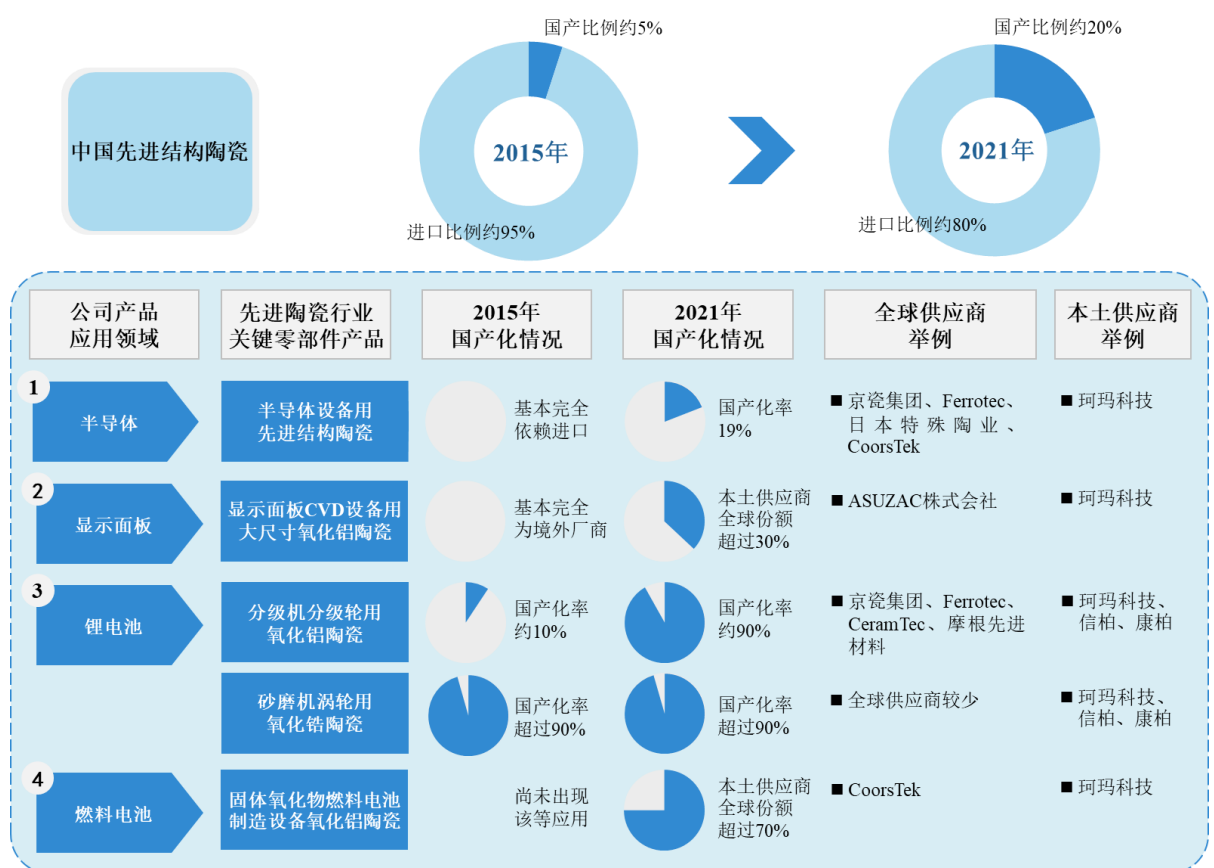 国产比例约5%
国产比例约20%
中国先进结构陶瓷
2015年
2021年
进口比例约95%
进口比例约80%
公司产品
应用领域
先进陶瓷行业
关键零部件产品
2015年
国产化情况
2021年
国产化情况
全球供应商
举例
本土供应商
举例
1
半导体
半导体设备用
先进结构陶瓷
基本完全
依赖进口
国产化率
19%
■ 京瓷集团、Ferrotec、
日本特殊陶业、
CoorsTek
■ 珂玛科技
2
显示面板
显示面板CVD设备用
大尺寸氧化铝陶瓷
基本完全
为境外厂商
本土供应商
全球份额
超过30%
■ ASUZAC株式会社
■ 珂玛科技
3
锂电池
分级机分级轮用
氧化铝陶瓷
国产化率
约10%
国产化率
约90%
■ 京瓷集团、Ferrotec、
CeramTec、摩根先进
材料
■ 珂玛科技、
信柏、康柏
砂磨机涡轮用
氧化锆陶瓷
国产化率
超过90%
国产化率
超过90%
■ 全球供应商较少
■ 珂玛科技、
信柏、康柏
4
燃料电池
固体氧化物燃料电池
制造设备氧化铝陶瓷
尚未出现
该等应用
本土供应商
全球份额
超过70%
■ CoorsTek
■ 珂玛科技